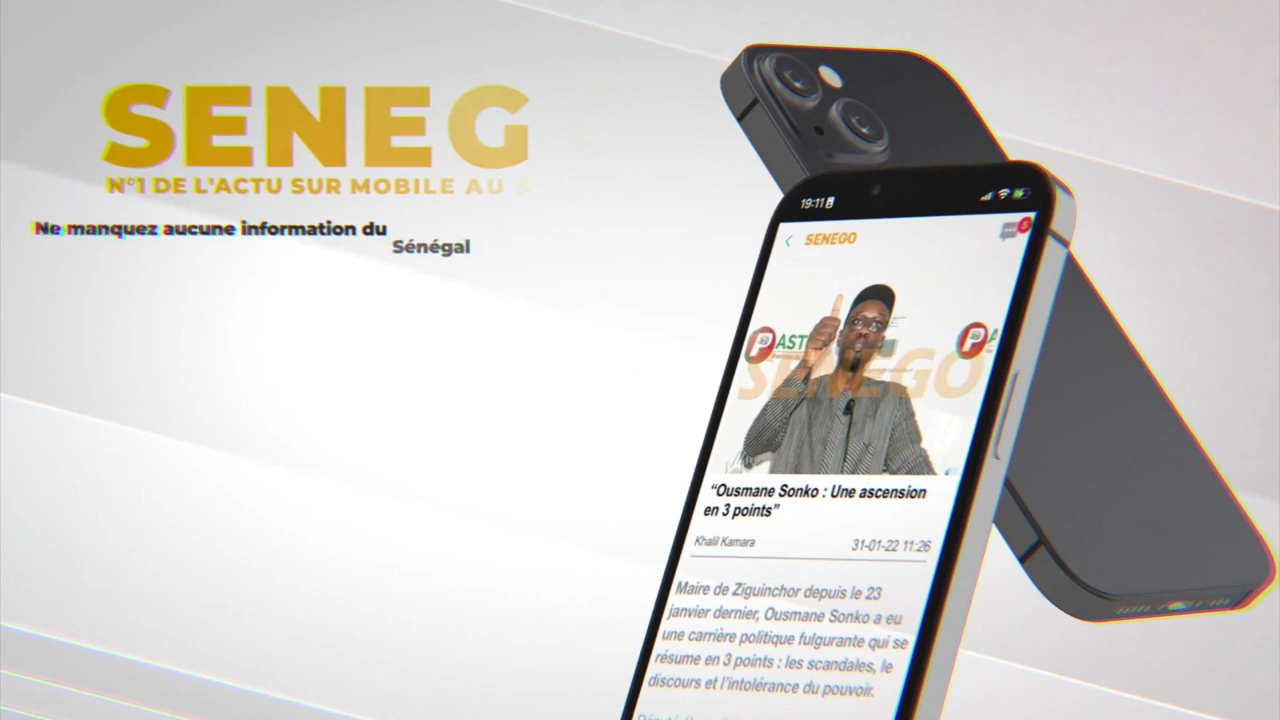 SENEG
N°1 DE L'ACTU SUR MOBILE AU S
Ne manquez aucune information du
Sénégal
19:11
SENEGO
3
PAST
P
SENEGO
“Ousmane Sonko : Une ascension
en 3 points”
Khalil Kamara
31-01-22 11:26
Maire de Ziguinchor depuis le 23
janvier dernier, Ousmane Sonko a eu
une carrière politique fulgurante qui se
résume en 3 points : les scandales, le
discours et l'intolérance du pouvoir.